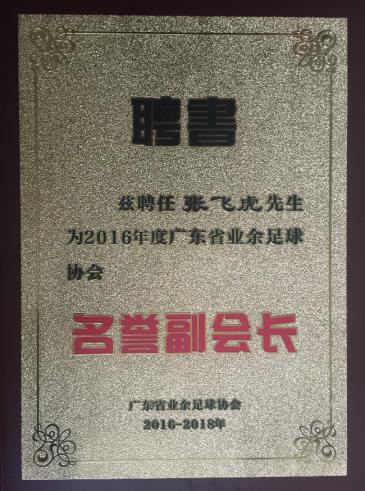 聘書
兹聘任 张飞虎先生
为2016年度广东省业余足球
协会
名誉副会长
广东省业余足球协会
2016-2018年